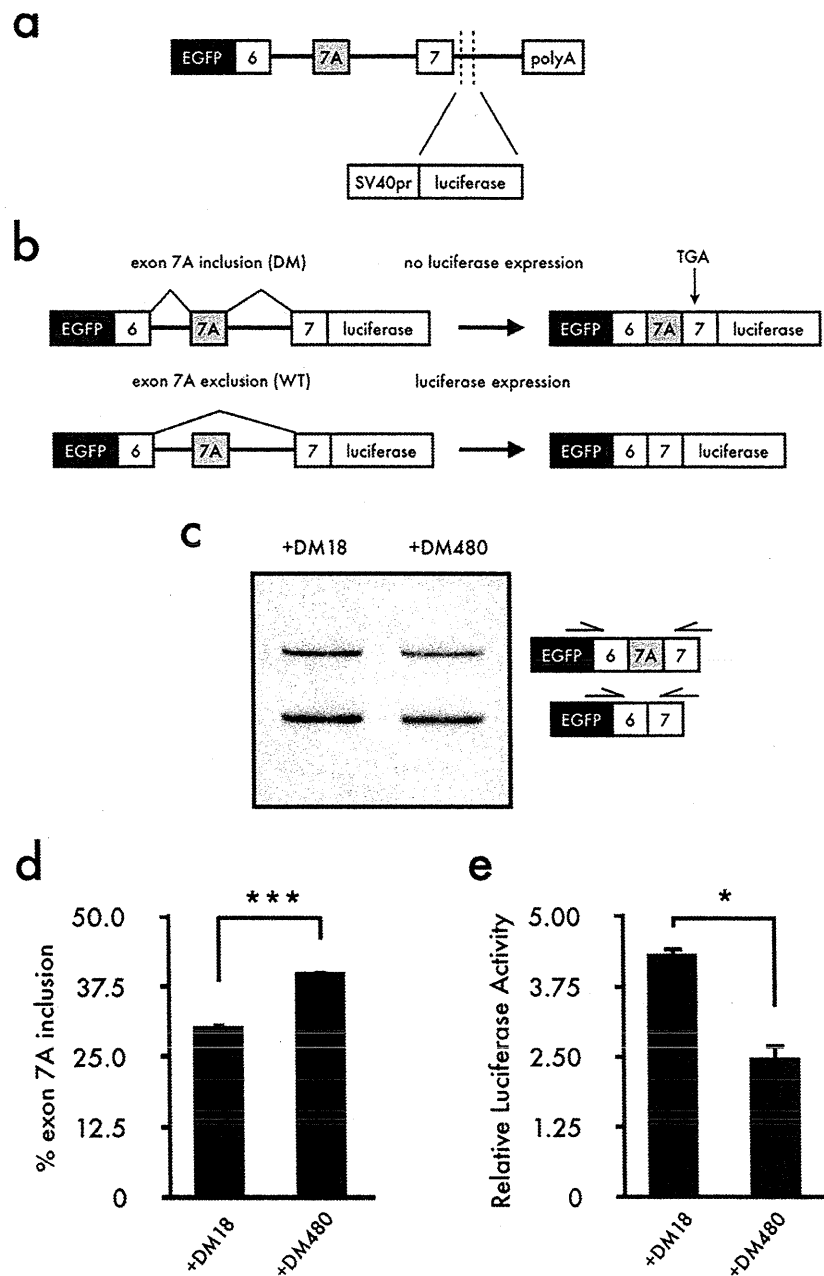 a
EGFP 6 7A 7 polyA
SV40pr luciferase
b
exon 7A inclusion (DM) no luciferase expression TGA
EGFP 6 7A 7 luciferase EGFP 6 7A 7 luciferase
exon 7A exclusion (WT) luciferase expression
EGFP 6 7A 7 luciferase EGFP 6 7 luciferase
c
+DM18 +DM480
EGFP 6 7A 7
EGFP 6 7
d
% exon 7A inclusion
50.0
37.5
25.0
12.5
0
***
+DM18
+DM480
e
Relative Luciferase Activity
5.00
3.75
2.50
1.25
0
*
+DM18
+DM480